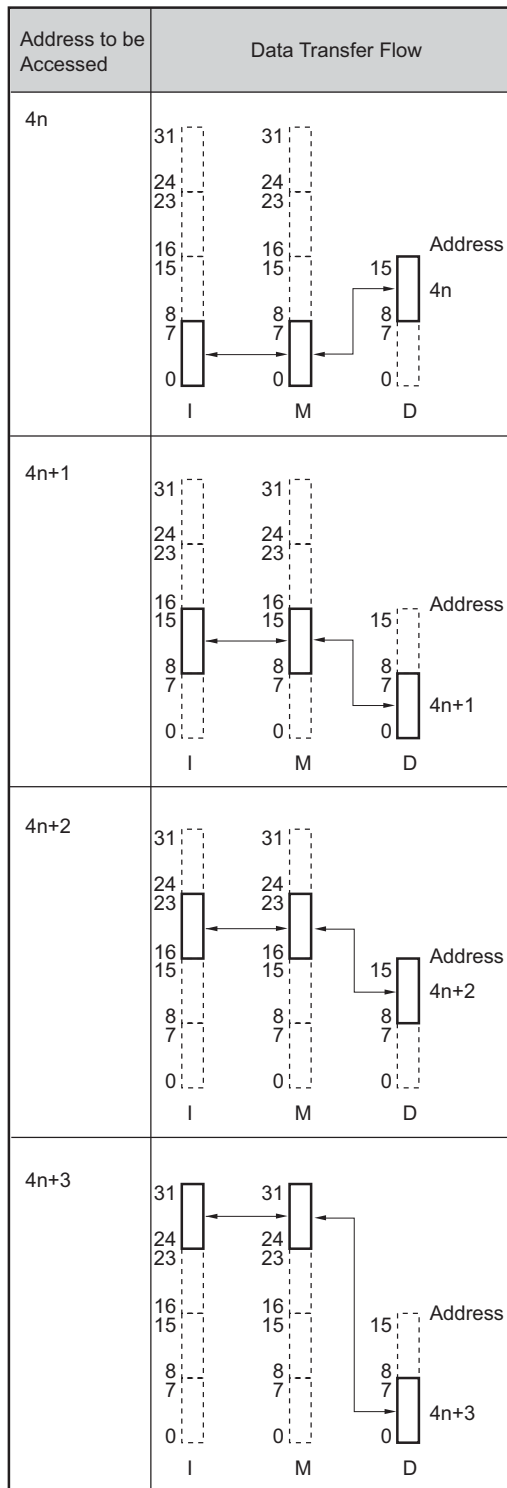 Address to be
Accessed
Data Transfer Flow
4n
31 31
24 24
23 23
16 16 Address
15 15 15
4n
8 8 8
7 7 7
0 0 0
I M D
4n+1
31 31
24 24
23 23
16 16 Address
15 15 15
8 8 8
7 7 7
4n+1
0 0 0
I M D
4n+2
31 31
24 24
23 23
16 16 Address
15 15 15
4n+2
8 8 8
7 7 7
0 0 0
I M D
4n+3
31 31
24 24
23 23
16 16 Address
15 15 15
8 8 8
7 7 7
4n+3
0 0 0
I M D